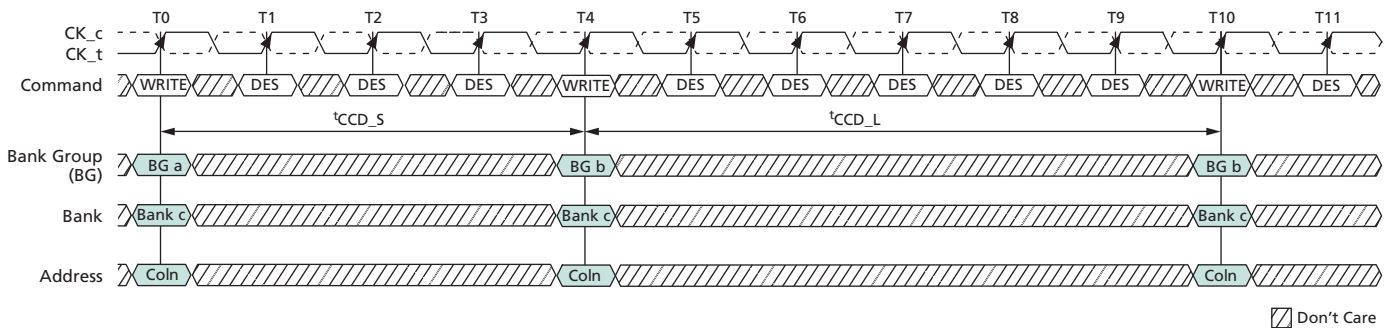 T0 T1 T2 T3 T4 T5 T6 T7 T8 T9 T10 T11
CK_c
CK_t
Command WRITE DES DES DES WRITE DES DES DES DES DES WRITE DES
tCCD_S tCCD_L
Bank Group
(BG) BG a BG b BG b
Bank Bank c Bank c Bank c
Address Coln Coln Coln
Don't Care